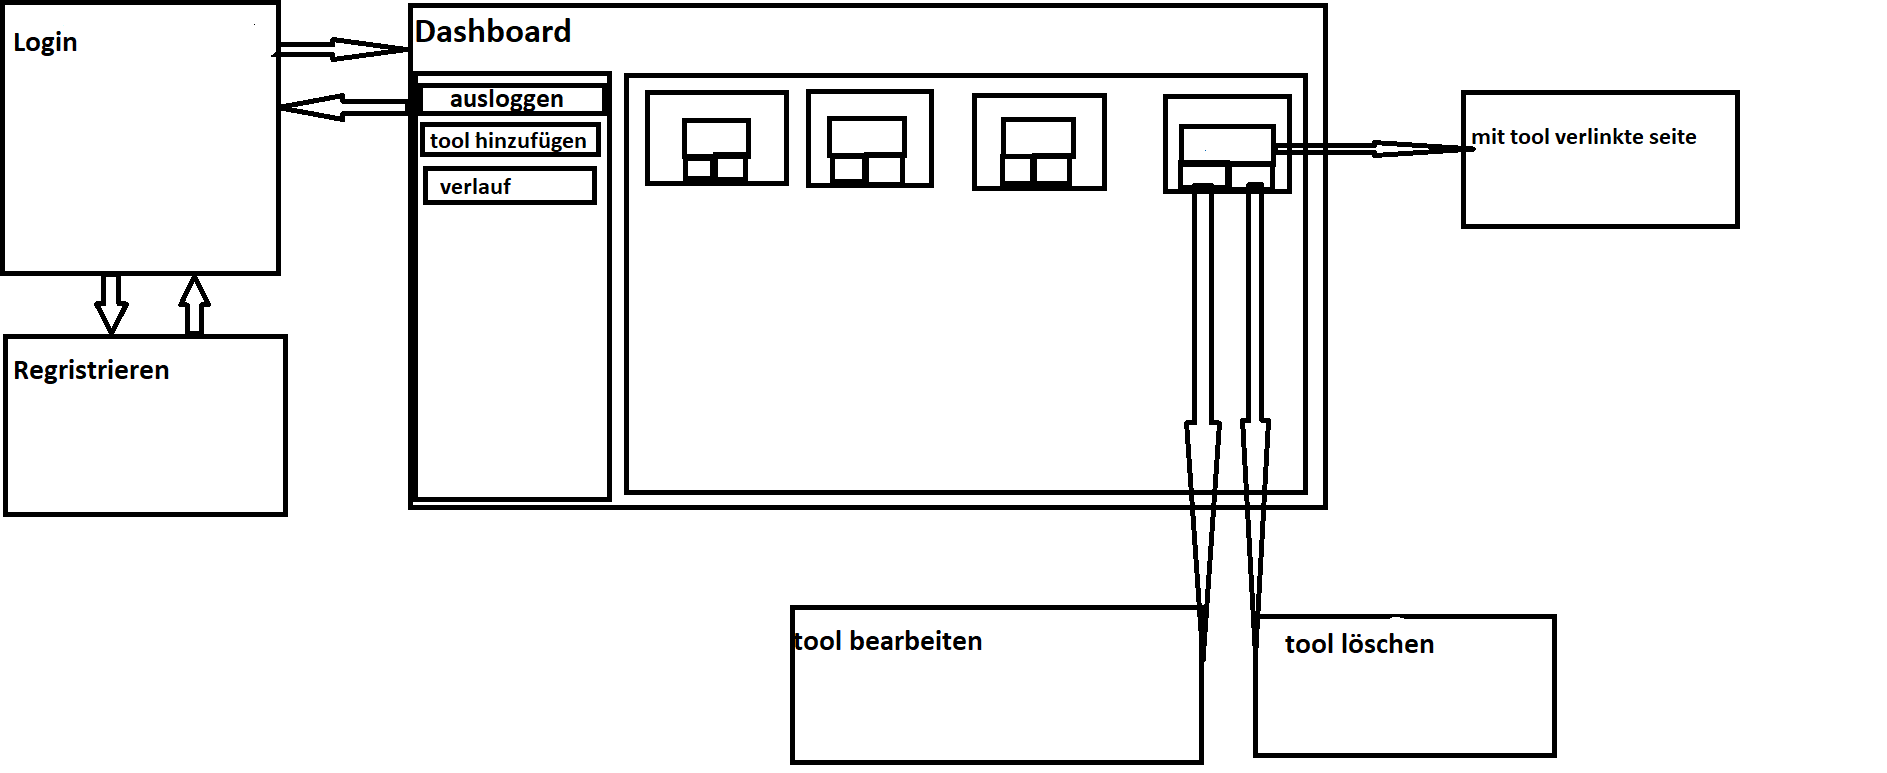 Login
Dashboard
ausloggen
tool hinzufügen
verlauf
mit tool verlinkte seite
Regristrieren
tool bearbeiten
tool löschen